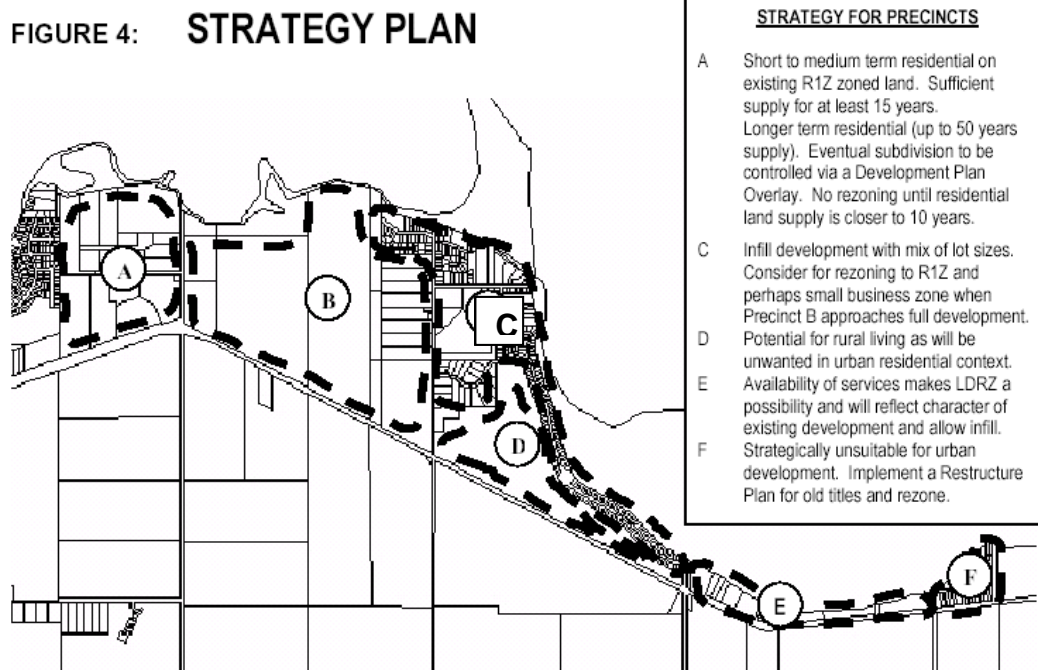 FIGURE 4: STRATEGY PLAN
STRATEGY FOR PRECINCTS
A Short to medium term residential on
existing R1Z zoned land. Sufficient
supply for at least 15 years.
Longer term residential (up to 50 years
supply). Eventual subdivision to be
controlled via a Development Plan
Overlay. No rezoning until residential
land supply is closer to 10 years.
C Infill development with mix of lot sizes.
Consider for rezoning to R1Z and
perhaps small business zone when
Precinct B approaches full development.
D Potential for rural living as will be
unwanted in urban residential context.
E Availability of services makes LDRZ a
possibility and will reflect character of
existing development and allow infill.
F Strategically unsuitable for urban
development. Implement a Restructure
Plan for old titles and rezone.
A
B
C
D
E
F